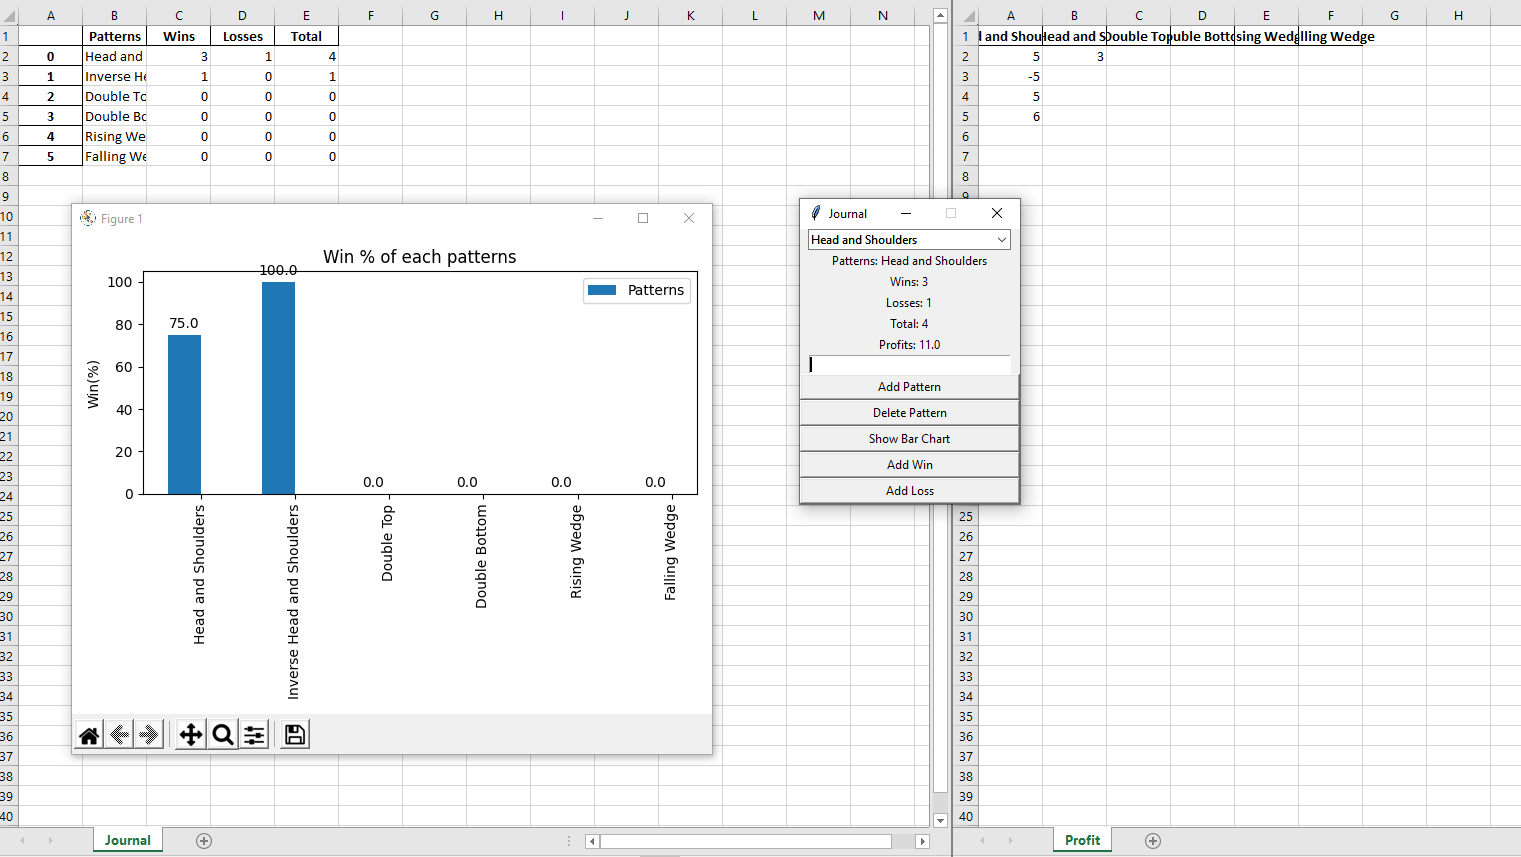 A B C D E F G H I J K L M N
1 Patterns Wins Losses Total
2 0 Head and 3 1 4
3 1 Inverse He 1 0 1
4 2 Double To 0 0 0
5 3 Double Bo 0 0 0
6 4 Rising We 0 0 0
7 5 Falling We 0 0 0
8
9
10
11
12
13
14
15
16
17
18
19
20
21
22
23
24
25
26
27
28
29
30
31
32
33
34
35
36
37
38
39
40
Figure 1
Win % of each patterns
Patterns
Win(%)
100
80
60
40
20
0
75.0 100.0 0.0 0.0 0.0 0.0
Head and Shoulders
Inverse Head and Shoulders
Double Top
Double Bottom
Rising Wedge
Falling Wedge
Journal
Journal
Head and Shoulders
Patterns: Head and Shoulders
Wins: 3
Losses: 1
Total: 4
Profits: 11.0
Add Pattern
Delete Pattern
Show Bar Chart
Add Win
Add Loss
A B C D E F G H
1 and Shou Head and S Double Top uble Botto sing Wedg lling Wedge
2 5 3
3 -5
4 5
5 6
6
7
8
9
25
26
27
28
29
30
31
32
33
34
35
36
37
38
39
40
Profit